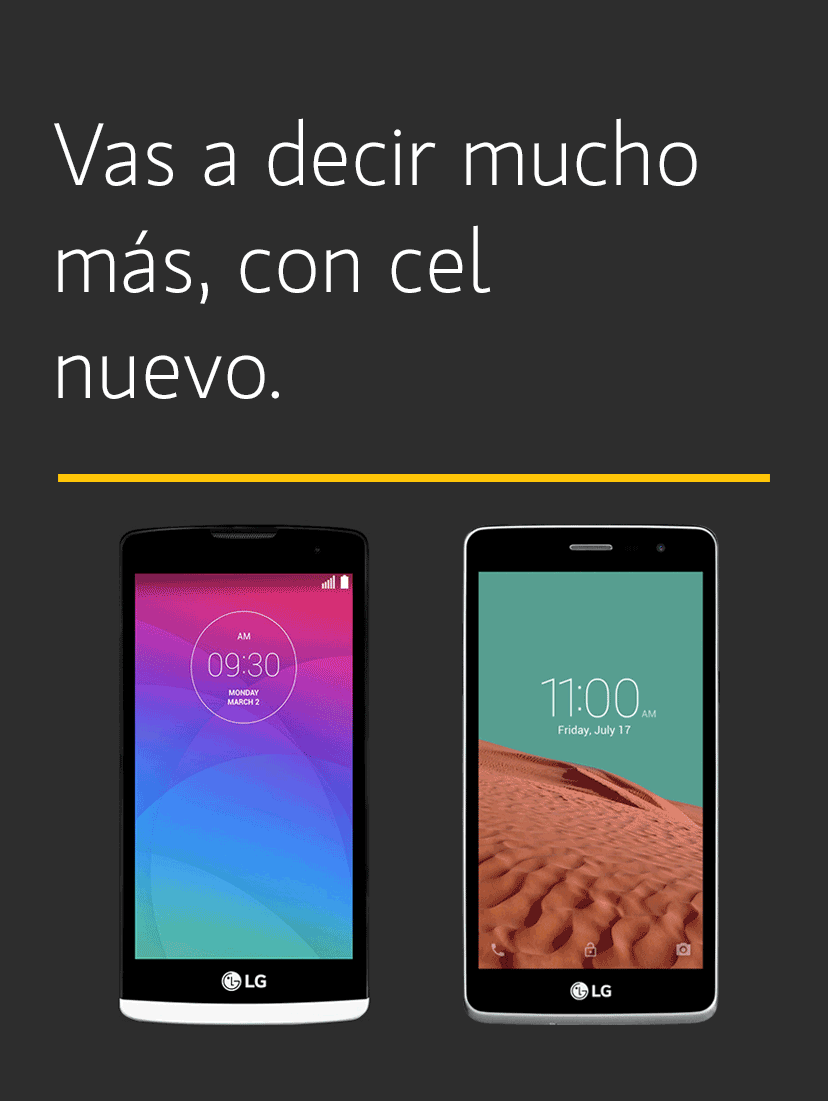 Vas a decir mucho
más, con cel
nuevo.
AM
09:30
MONDAY
MARCH 2
LG
11:00 AM
Friday, July 17
LG